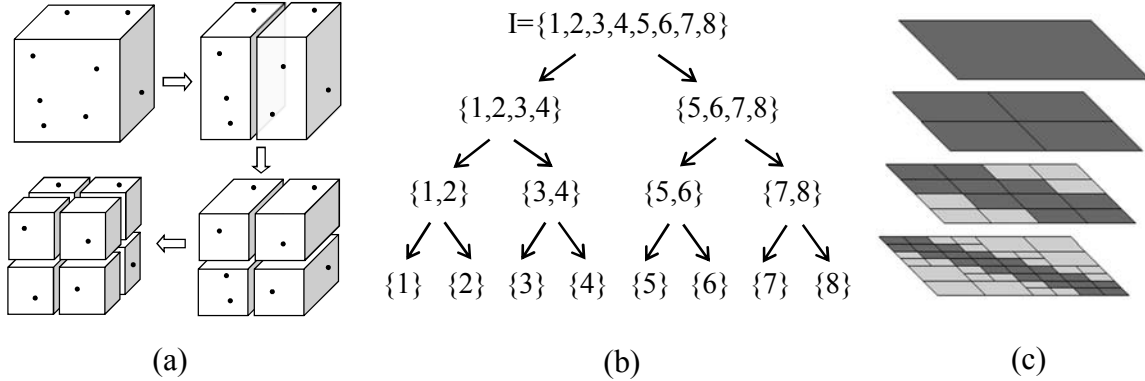 I={1,2,3,4,5,6,7,8}
{1,2,3,4} {5,6,7,8}
{1,2} {3,4} {5,6} {7,8}
{1} {2} {3} {4} {5} {6} {7} {8}
(a) (b) (c)